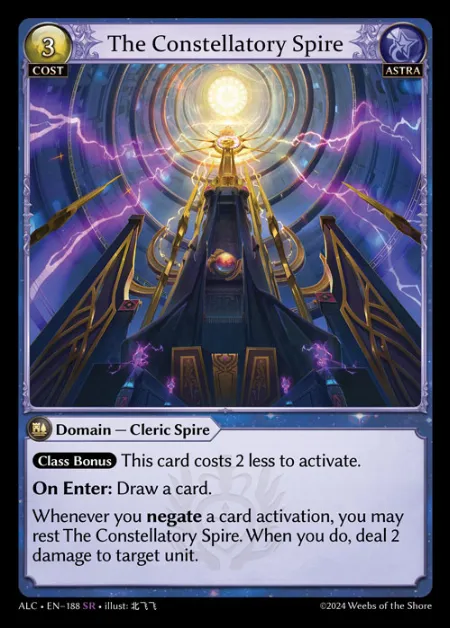 3
The Constellatory Spire
COST
ASTRA
Domain — Cleric Spire
Class Bonus This card costs 2 less to activate.
On Enter: Draw a card.
Whenever you negate a card activation, you may
rest The Constellatory Spire. When you do, deal 2
damage to target unit.
ALC • EN-188 SR • illust: 北飞飞
©2024 Weebs of the Shore